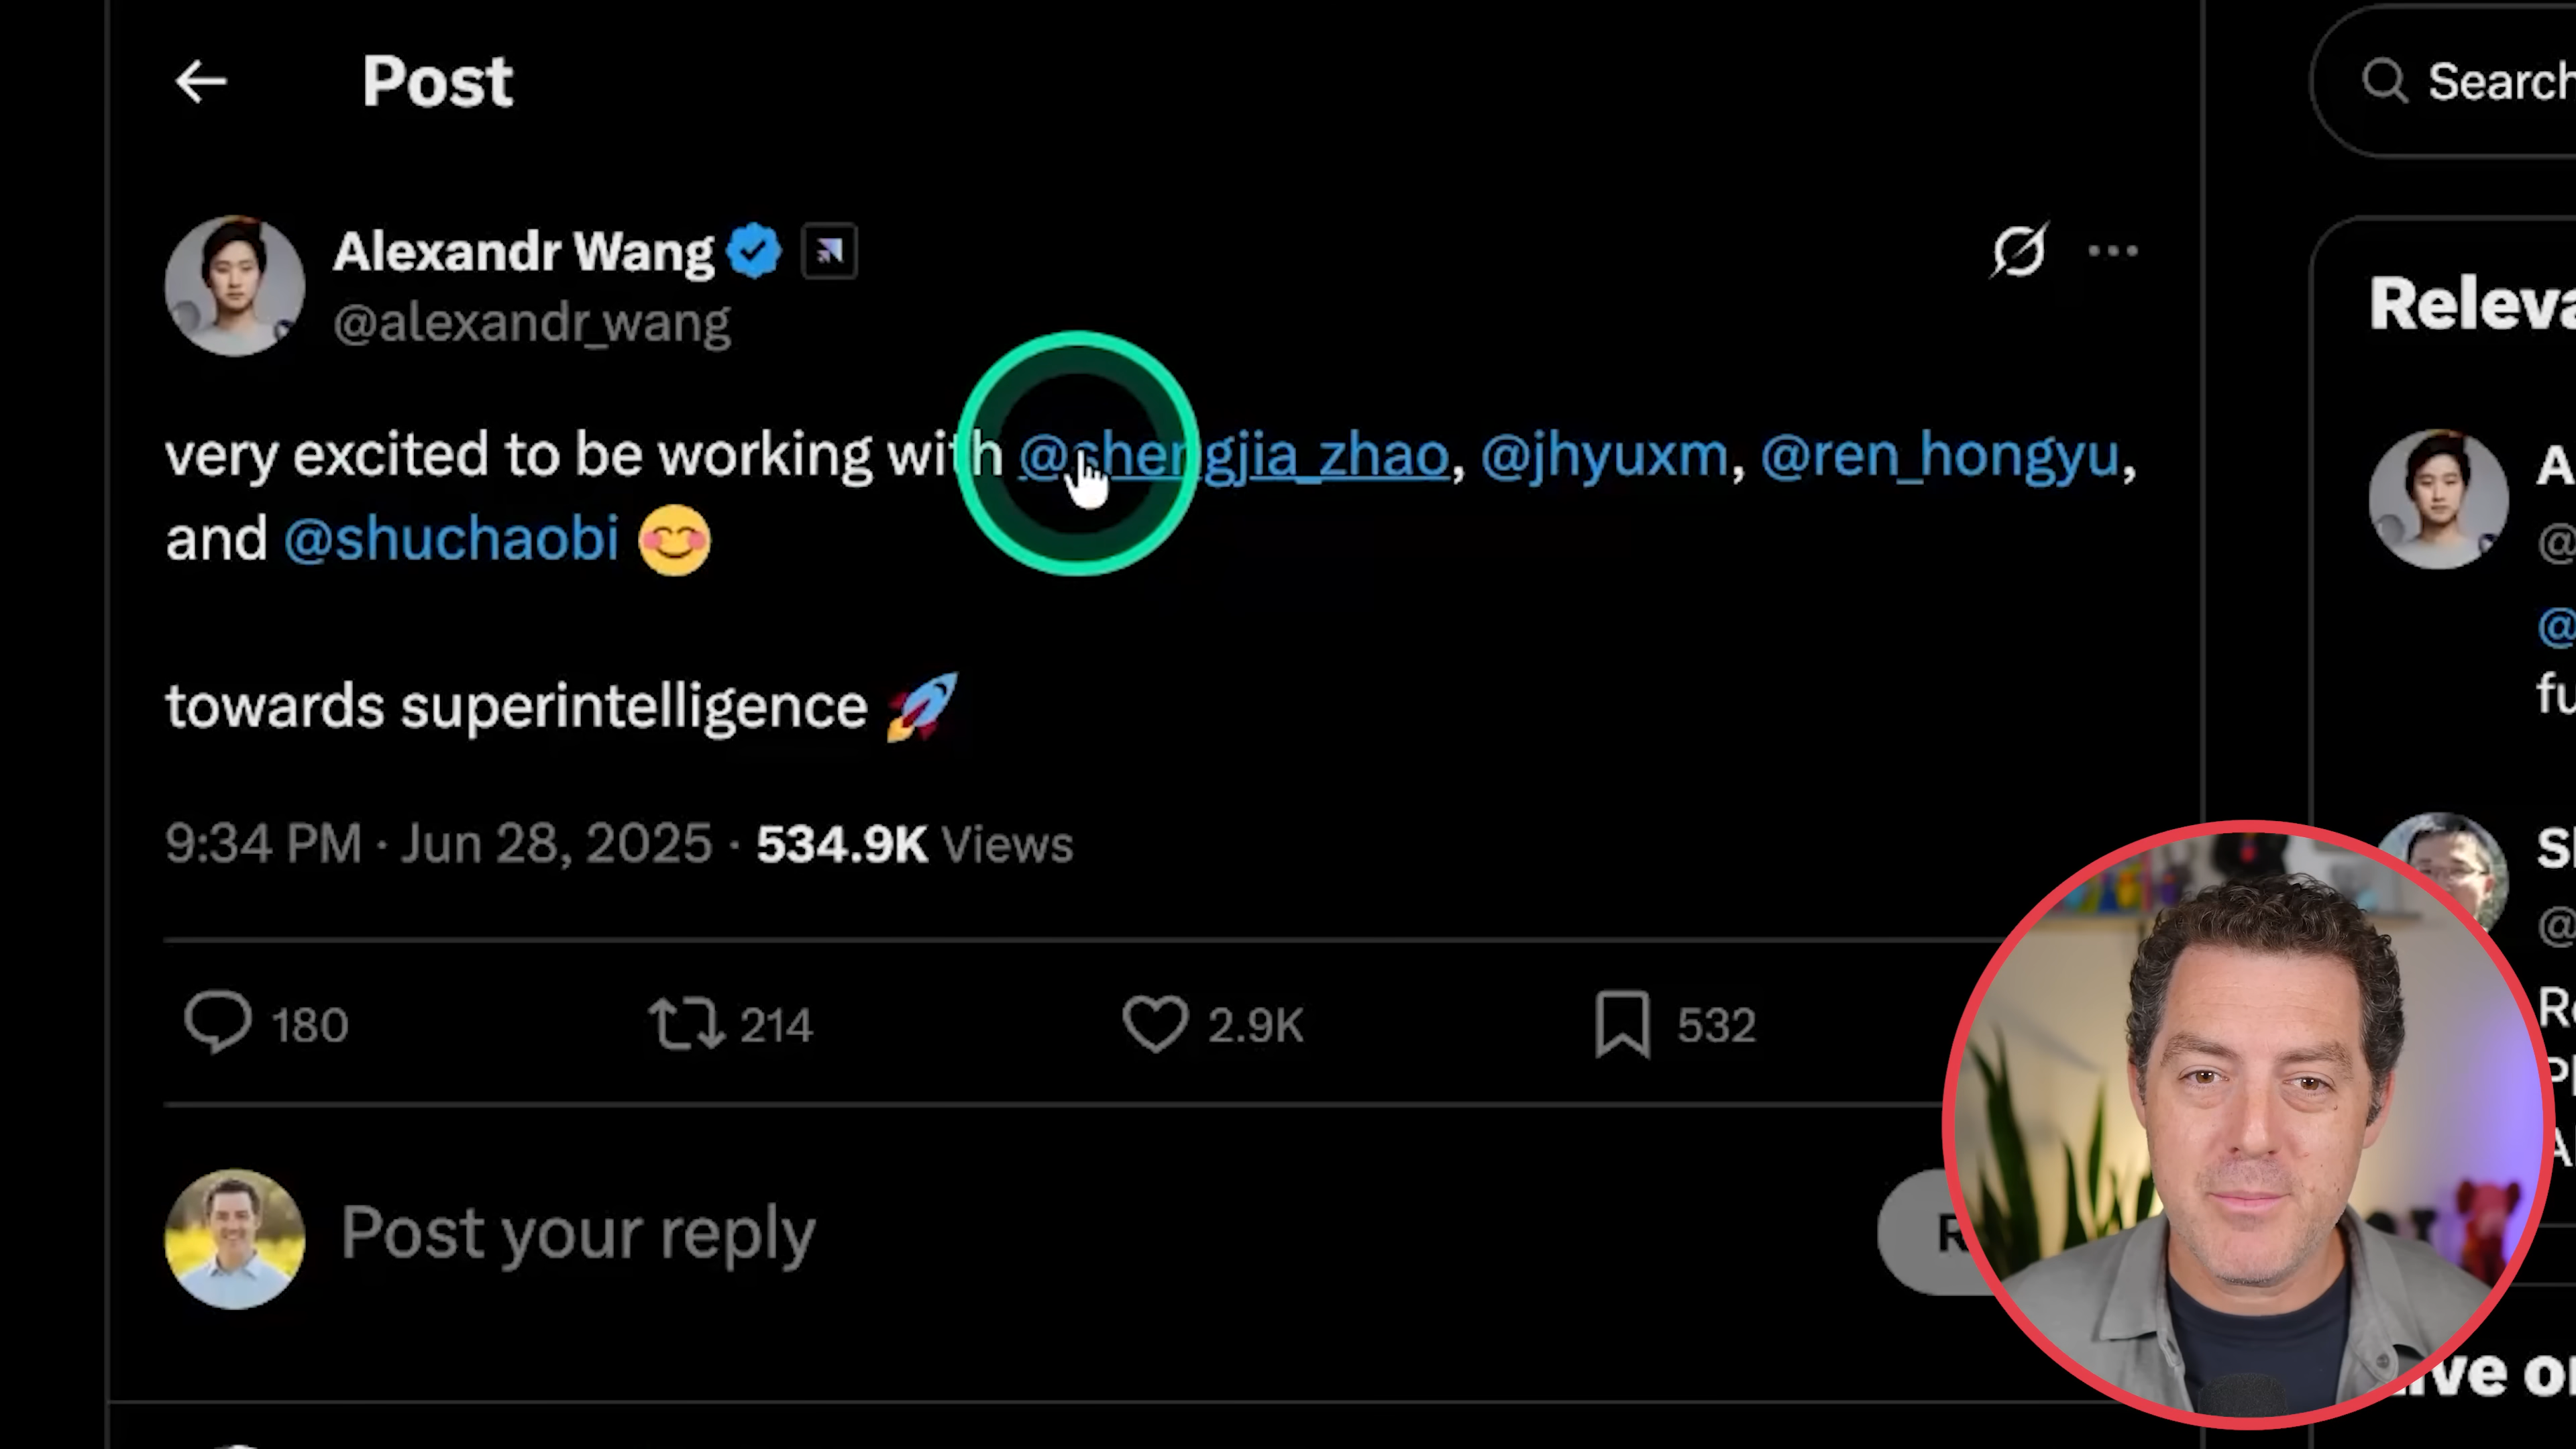 Post
Search
Alexandr Wang
@alexandr_wang
very excited to be working with @shengjia_zhao, @jhyuxm, @ren_hongyu,
and @shuchaobi 😊
towards superintelligence 🚀
9:34 PM · Jun 28, 2025 · 534.9K Views
180 214 2.9K 532
Post your reply